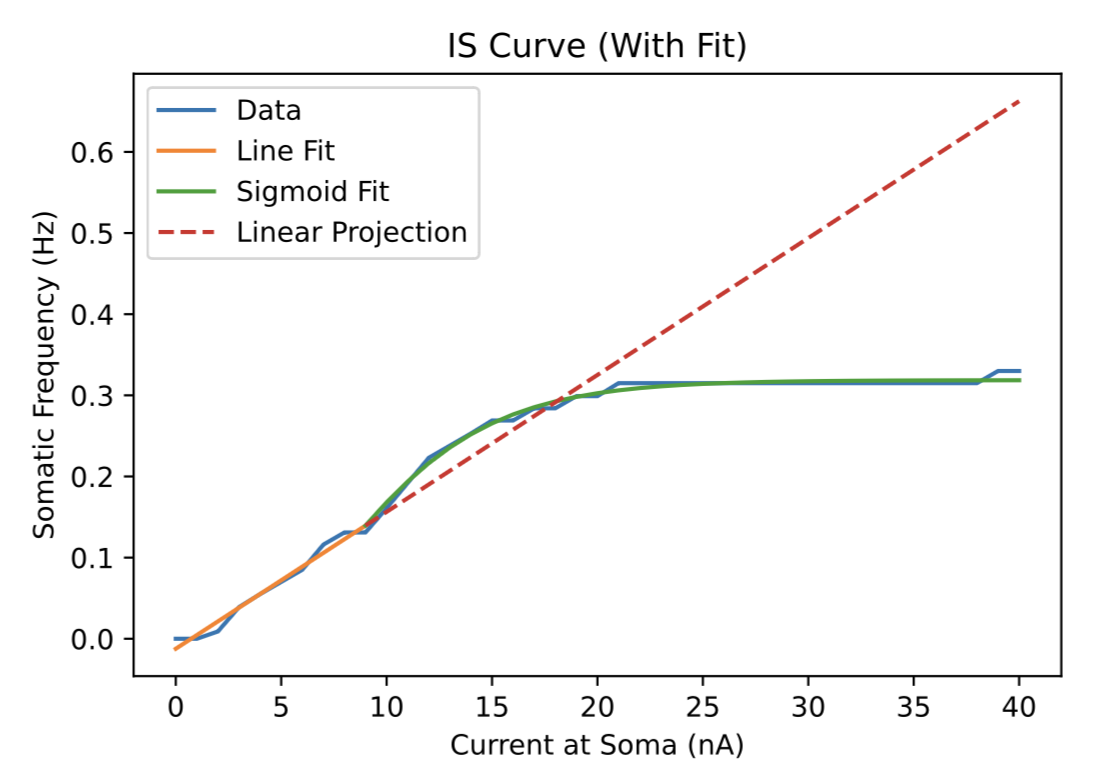 IS Curve (With Fit)
Data
Line Fit
Sigmoid Fit
Linear Projection
Somatic Frequency (Hz)
0.6
0.5
0.4
0.3
0.2
0.1
0.0
0 5 10 15 20 25 30 35 40
Current at Soma (nA)